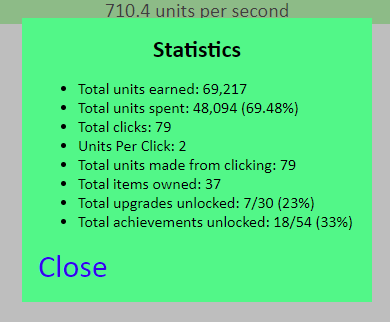 710.4 units per second
Statistics
Total units earned: 69,217
Total units spent: 48,094 (69.48%)
Total clicks: 79
Units Per Click: 2
Total units made from clicking: 79
Total items owned: 37
Total upgrades unlocked: 7/30 (23%)
Total achievements unlocked: 18/54 (33%)
Close